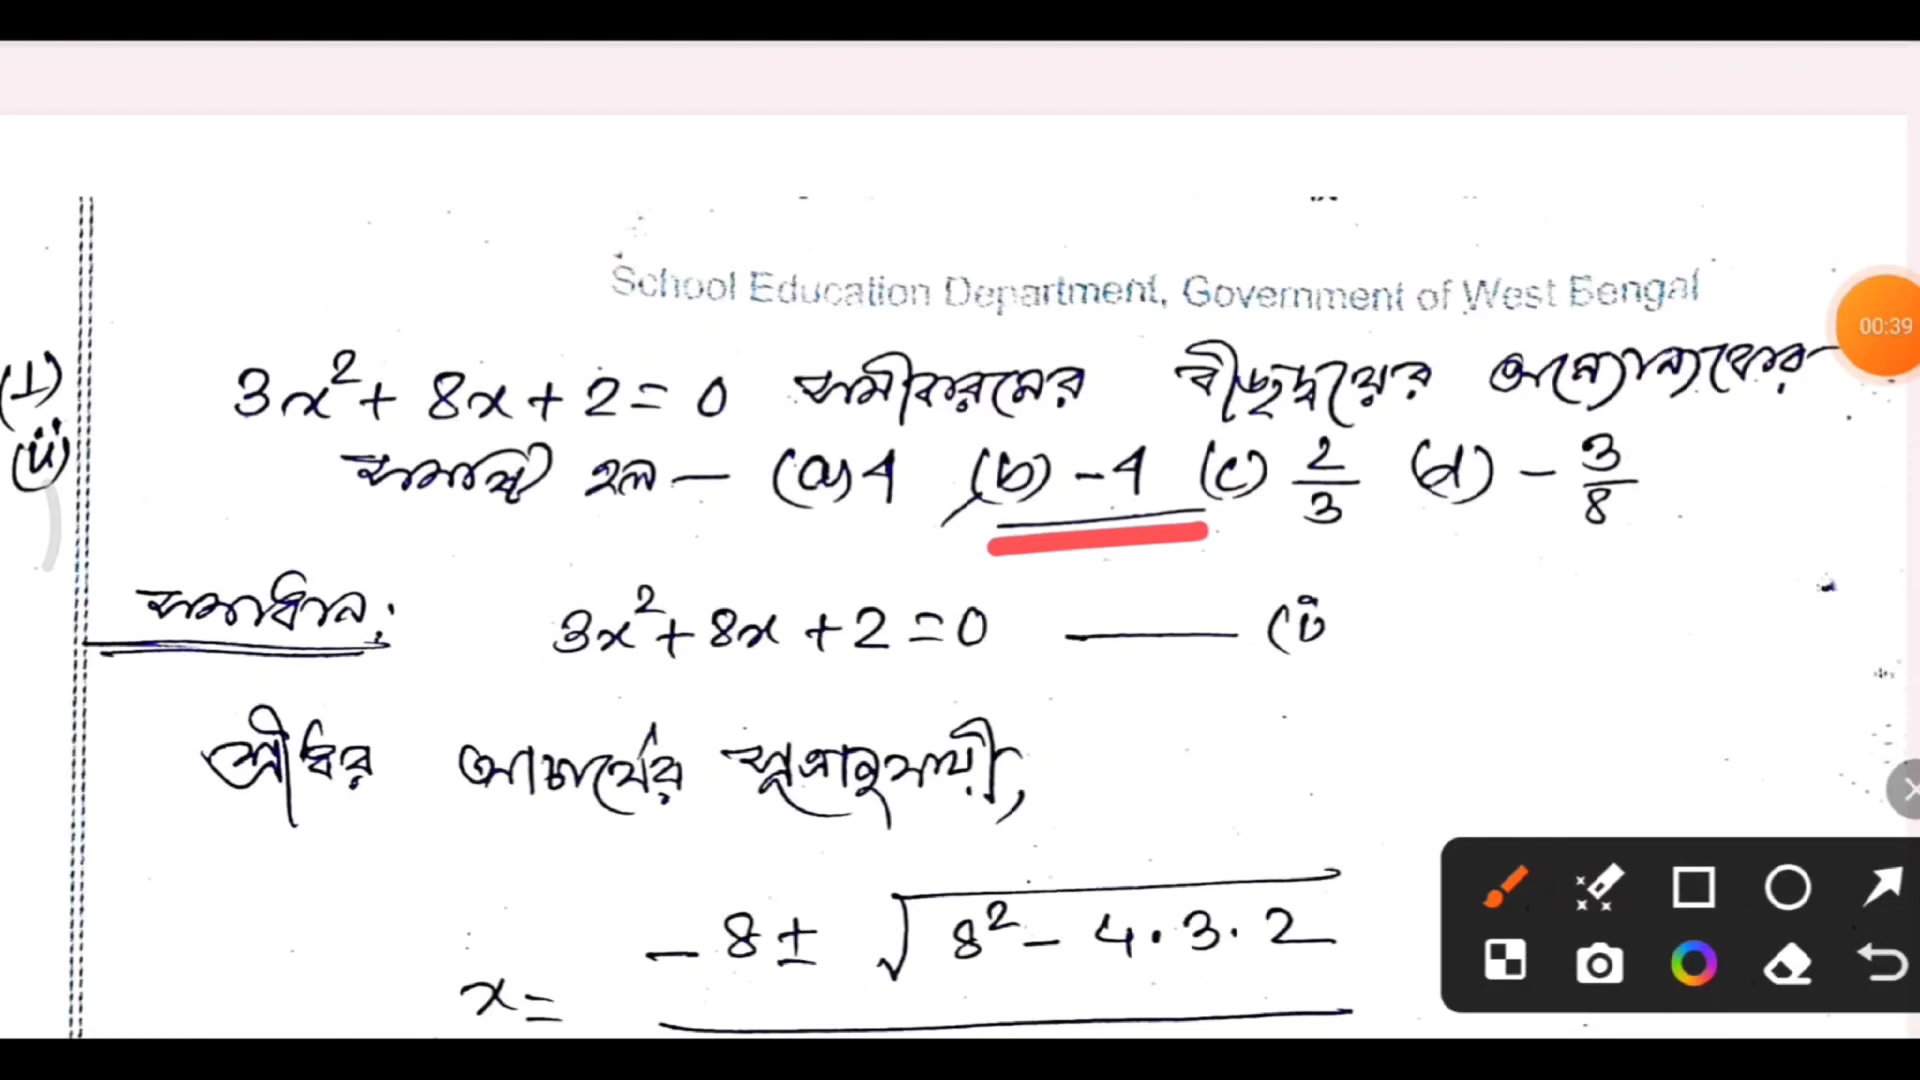 School Education Department, Government of West Bengal
00:39
(1) 3x² + 8x + 2 = 0 সমীকরণের বীজদ্বয়ের অন্যোন্যকের
(ii) সমষ্টি হল — (a) 4 (b) -4 (c) 2/3 (d) - 3/8
সমাধান: 3x² + 8x + 2 = 0 —— (i)
শ্রীধর আচার্যের সূত্রানুযায়ী,
x = - 8 ± √8² - 4·3·2